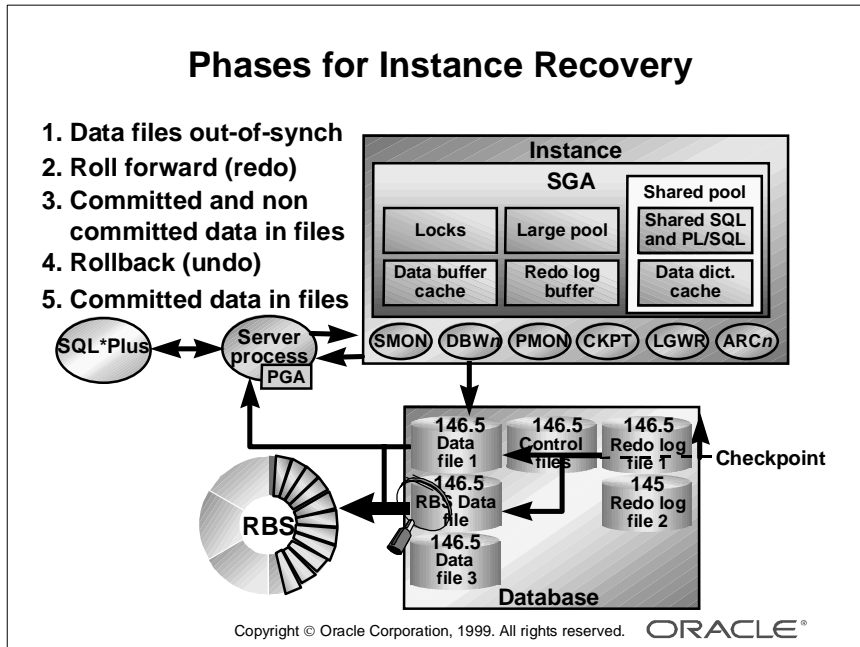 Phases for Instance Recovery
1. Data files out-of-synch
2. Roll forward (redo)
3. Committed and non
committed data in files
4. Rollback (undo)
5. Committed data in files
Instance
SGA
Shared pool
Locks
Large pool
Shared SQL
and PL/SQL
Data buffer
cache
Redo log
buffer
Data dict.
cache
SQL*Plus
Server
process
PGA
SMON
DBWn
PMON
CKPT
LGWR
ARCn
146.5
Data
file 1
146.5
Control
files
146.5
Redo log
file 1
Checkpoint
RBS
146.5
RBS Data
file
145
Redo log
file 2
146.5
Data
file 3
Database
Copyright © Oracle Corporation, 1999. All rights reserved.
ORACLE®